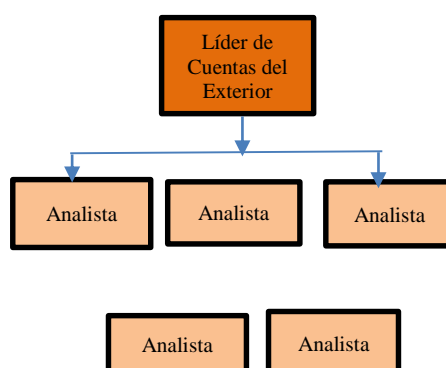 Líder de
Cuentas del
Exterior
Analista
Analista
Analista
Analista
Analista